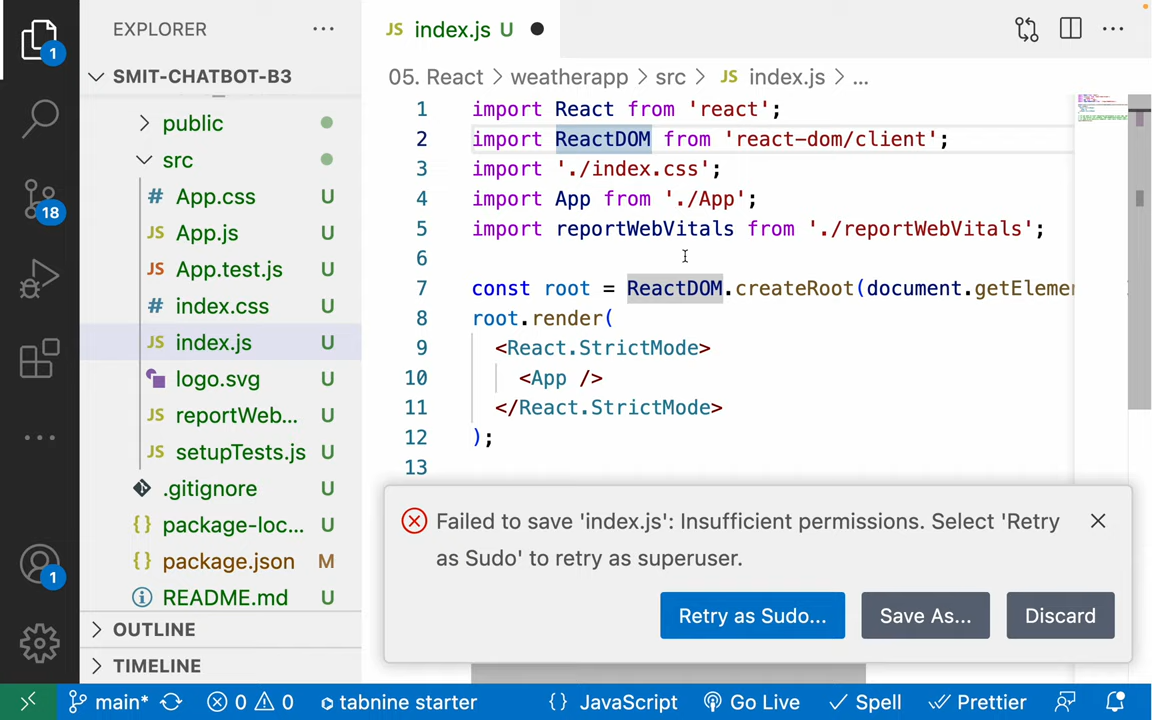 1
EXPLORER
...
JS index.js U
SMIT-CHATBOT-B3
05. React > weatherapp > src > JS index.js > ...
public
src
# App.css U
JS App.js U
JS App.test.js U
# index.css U
JS index.js U
logo.svg U
JS reportWeb... U
JS setupTests.js U
.gitignore U
{} package-loc... U
{} package.json M
README.md U
OUTLINE
TIMELINE
18
1
1 import React from 'react';
2 import ReactDOM from 'react-dom/client';
3 import './index.css';
4 import App from './App';
5 import reportWebVitals from './reportWebVitals';
6
7 const root = ReactDOM.createRoot(document.getElemen
8 root.render(
9 <React.StrictMode>
10 <App />
11 </React.StrictMode>
12 );
13
Failed to save 'index.js': Insufficient permissions. Select 'Retry
as Sudo' to retry as superuser.
Retry as Sudo... Save As... Discard
main* 0 0 tabnine starter {} JavaScript Go Live Spell Prettier